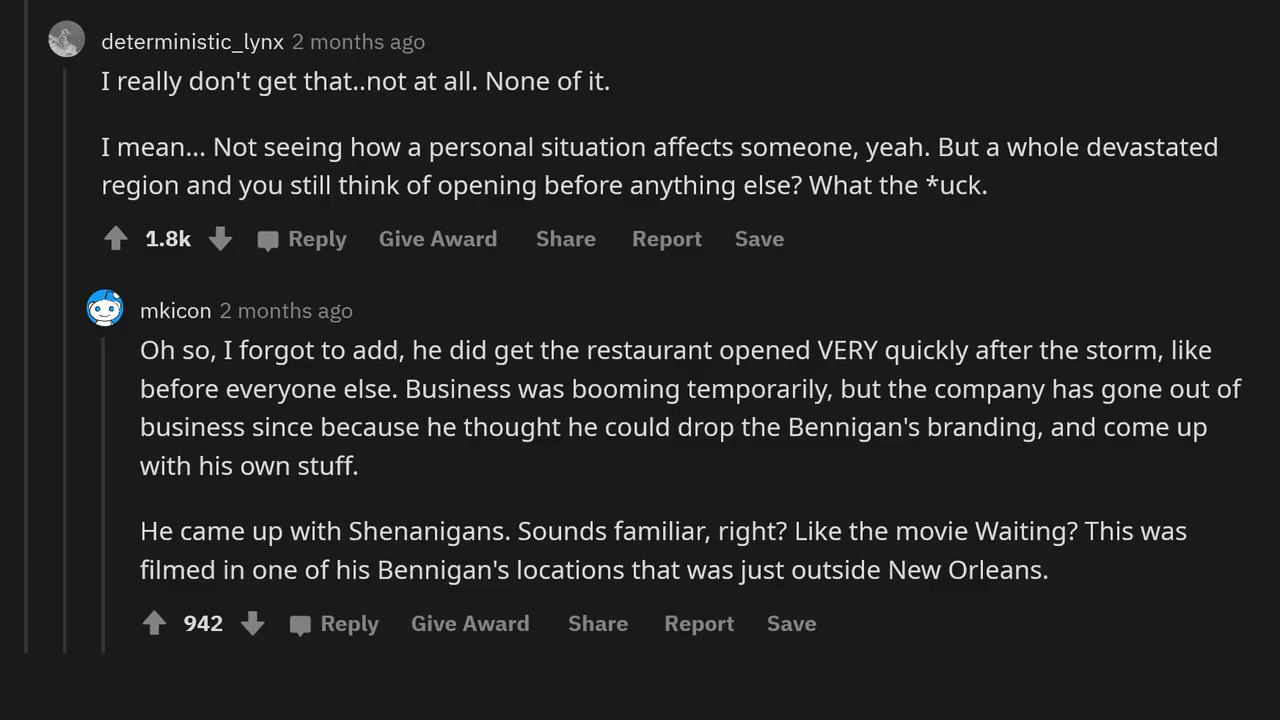 deterministic_lynx 2 months ago
I really don't get that..not at all. None of it.
I mean... Not seeing how a personal situation affects someone, yeah. But a whole devastated
region and you still think of opening before anything else? What the *uck.
1.8k Reply Give Award Share Report Save
mkicon 2 months ago
Oh so, I forgot to add, he did get the restaurant opened VERY quickly after the storm, like
before everyone else. Business was booming temporarily, but the company has gone out of
business since because he thought he could drop the Bennigan's branding, and come up
with his own stuff.
He came up with Shenanigans. Sounds familiar, right? Like the movie Waiting? This was
filmed in one of his Bennigan's locations that was just outside New Orleans.
942 Reply Give Award Share Report Save